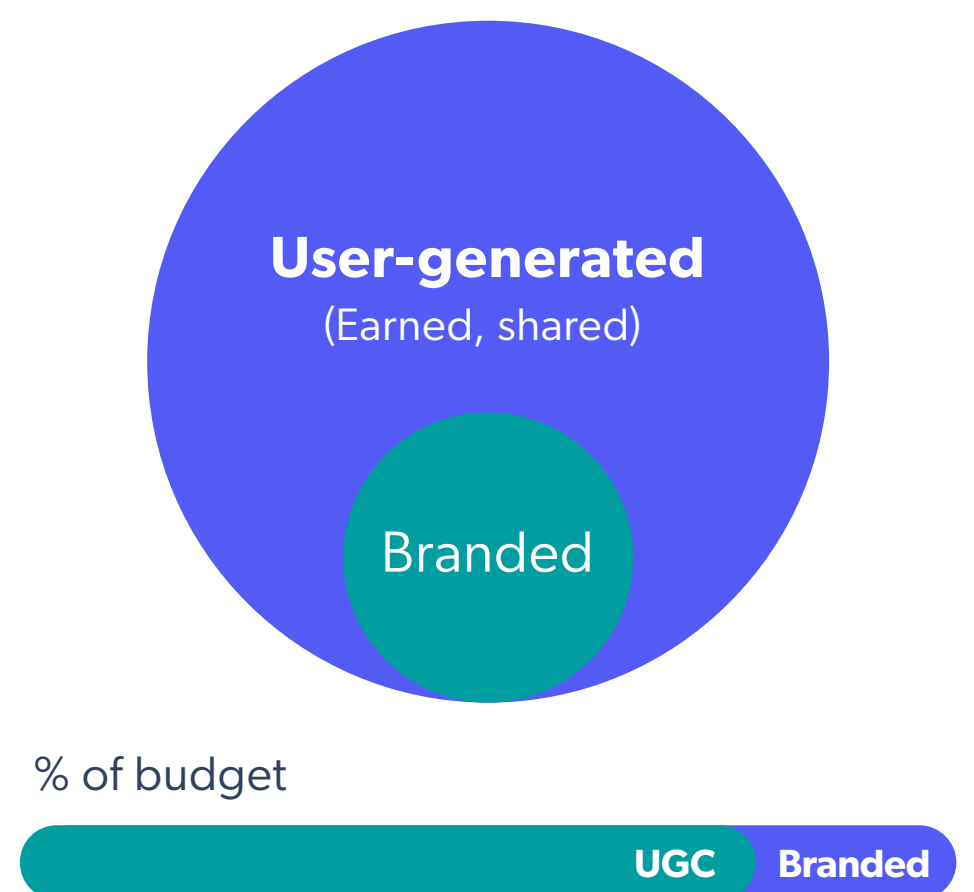 User-generated
(Earned, shared)
Branded
% of budget
UGC Branded